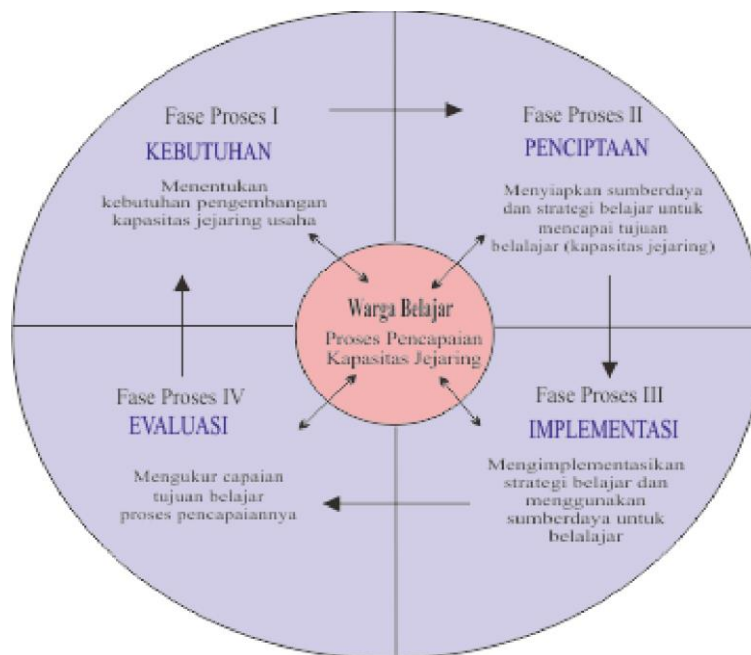 Fase Proses I
KEBUTUHAN
Menentukan
kebutuhan pengembangan
kapasitas jejaring usaha
Fase Proses II
PENCIPTAAN
Menyiapkan sumberdaya
dan strategi belajar untuk
mencapai tujuan
belalajar (kapasitas jejaring)
Warga Belajar
Proses Pencapaian
Kapasitas Jejaring
Fase Proses IV
EVALUASI
Mengukur capaian
tujuan belajar
proses pencapaiannya
Fase Proses III
IMPLEMENTASI
Mengimplementasikan
strategi belajar dan
menggunakan
sumberdaya untuk
belalajar